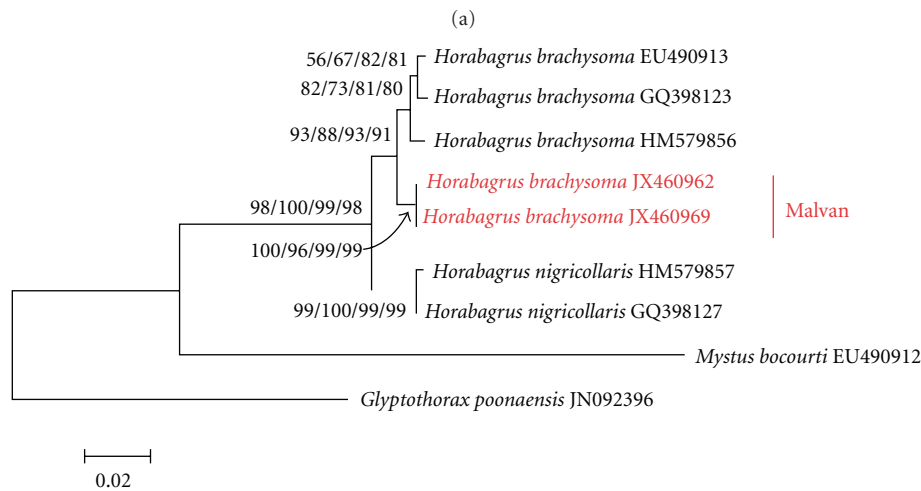 (a)
56/67/82/81
Horabagrus brachysoma EU490913
82/73/81/80
Horabagrus brachysoma GQ398123
93/88/93/91
Horabagrus brachysoma HM579856
Horabagrus brachysoma JX460962
98/100/99/98
Horabagrus brachysoma JX460969
Malvan
100/96/99/99
Horabagrus nigricollaris HM579857
99/100/99/99
Horabagrus nigricollaris GQ398127
Mystus bocourti EU490912
Glyptothorax poonaensis JN092396
0.02